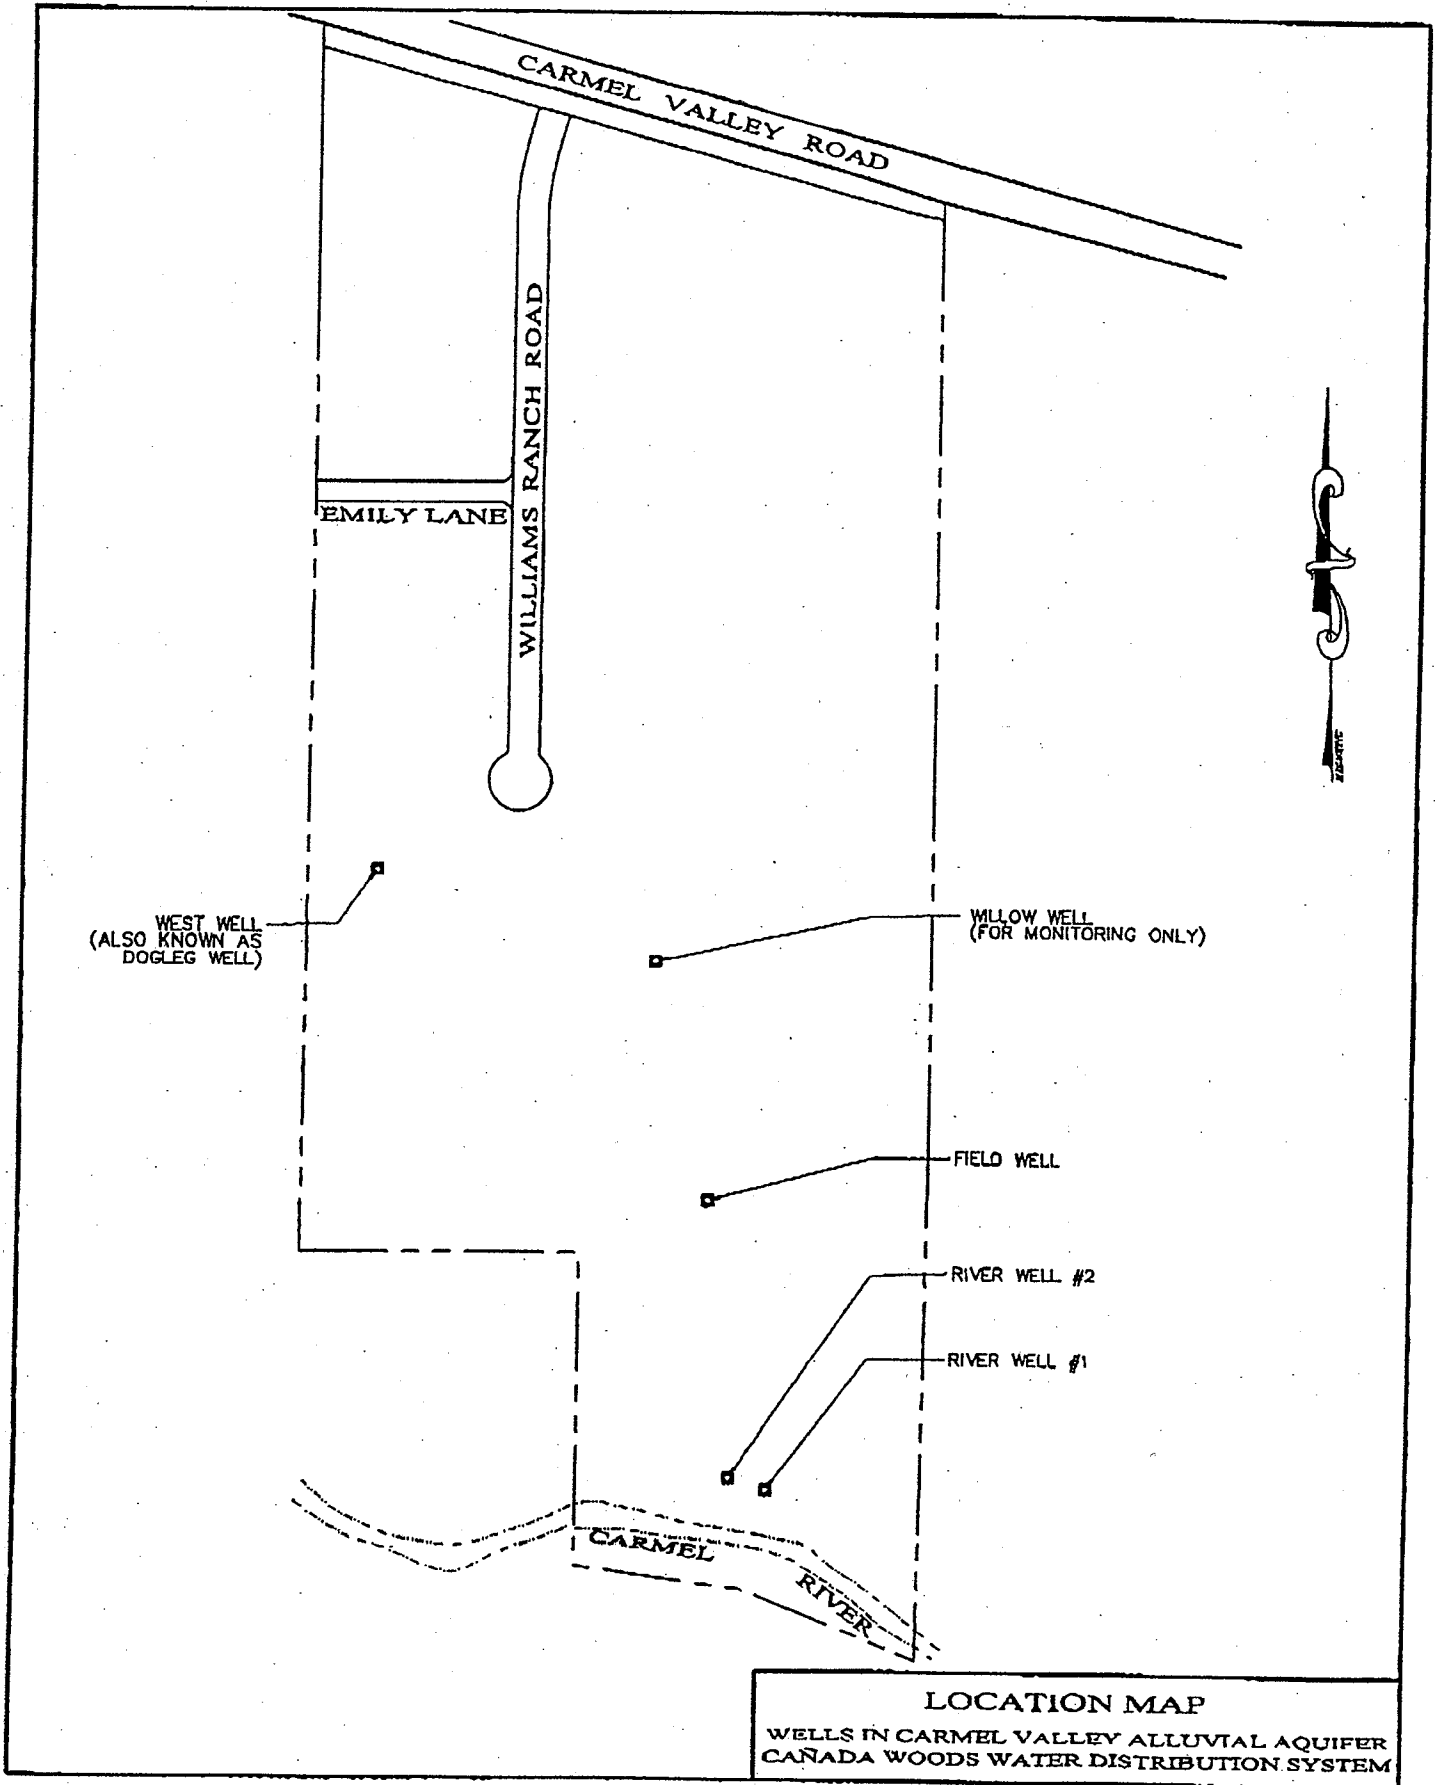 CARMEL VALLEY ROAD
WILLIAMS RANCH ROAD
EMILY LANE
WEST WELL
(ALSO KNOWN AS
DOGLEG WELL)
WILLOW WELL
(FOR MONITORING ONLY)
FIELD WELL
RIVER WELL #2
RIVER WELL #1
CARMEL
RIVER
LOCATION MAP
WELLS IN CARMEL VALLEY ALLUVIAL AQUIFER
CAÑADA WOODS WATER DISTRIBUTION SYSTEM